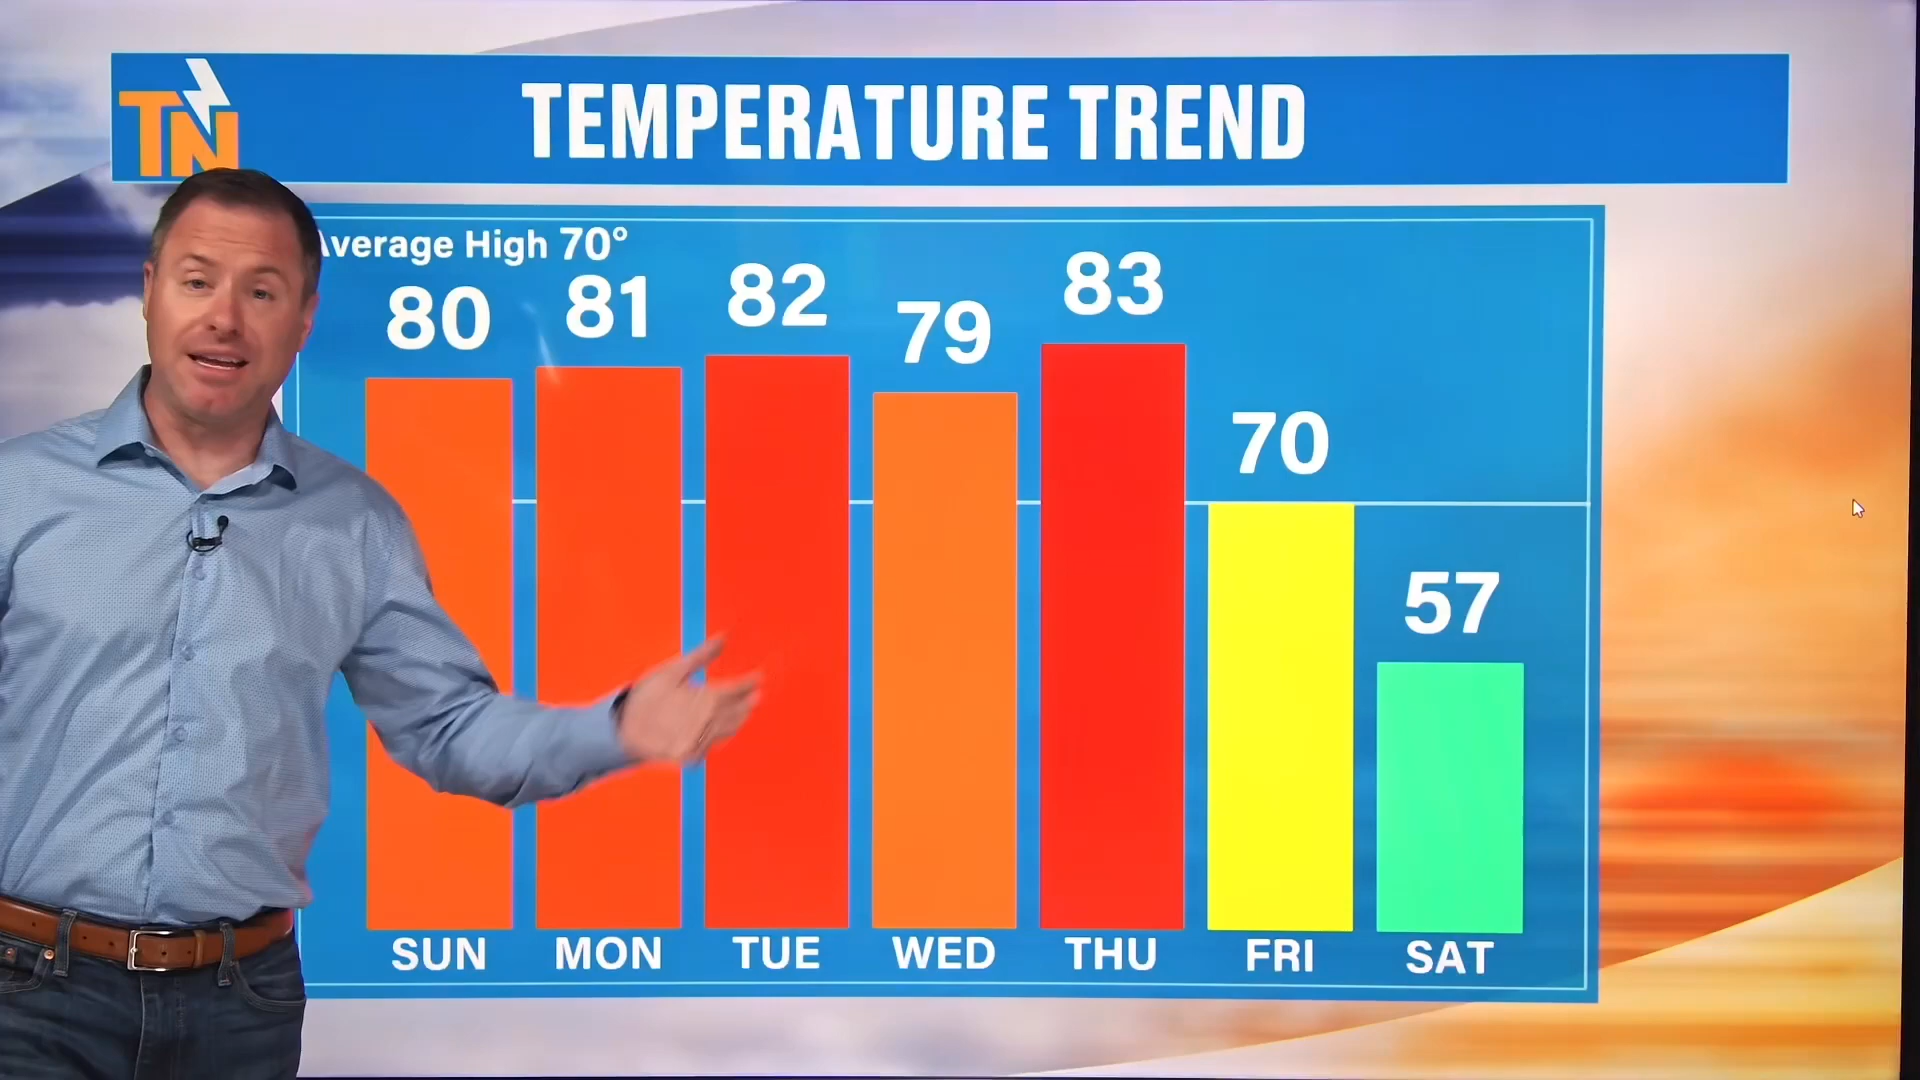 TN
TEMPERATURE TREND
Average High 70°
80 81 82 79 83 70 57
SUN MON TUE WED THU FRI SAT